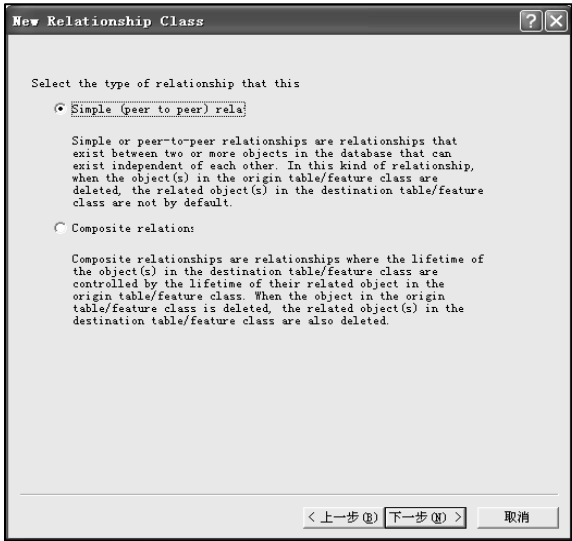 New Relationship Class
Select the type of relationship that this
Simple (peer to peer) rela
Simple or peer-to-peer relationships are relationships that
exist between two or more objects in the database that can
exist independent of each other. In this kind of relationship,
when the object(s) in the origin table/feature class are
deleted, the related object(s) in the destination table/feature
class are not by default.
Composite relations
Composite relationships are relationships where the lifetime of
the object(s) in the destination table/feature class are
controlled by the lifetime of their related object in the
origin table/feature class. When the object in the origin
table/feature class is deleted, the related object(s) in the
destination table/feature class are also deleted.
< 上一步(B) 下一步(N) > 取消